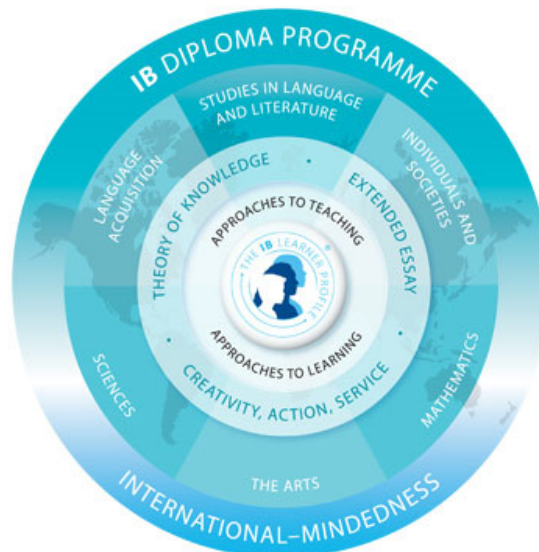 IB DIPLOMA PROGRAMME
STUDIES IN LANGUAGE
AND LITERATURE
LANGUAGE
ACQUISITION
INDIVIDUALS AND
SOCIETIES
THEORY OF KNOWLEDGE
·
EXTENDED ESSAY
·
CREATIVITY, ACTION, SERVICE
·
APPROACHES TO TEACHING
THE IB LEARNER PROFILE
®
APPROACHES TO LEARNING
SCIENCES
MATHEMATICS
THE ARTS
INTERNATIONAL–MINDEDNESS